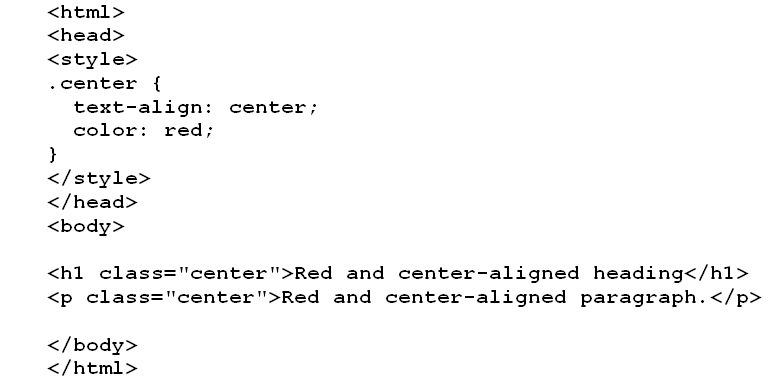 <html>
<head>
<style>
.center {
  text-align: center;
  color: red;
}
</style>
</head>
<body>

<h1 class="center">Red and center-aligned heading</h1>
<p class="center">Red and center-aligned paragraph.</p>

</body>
</html>